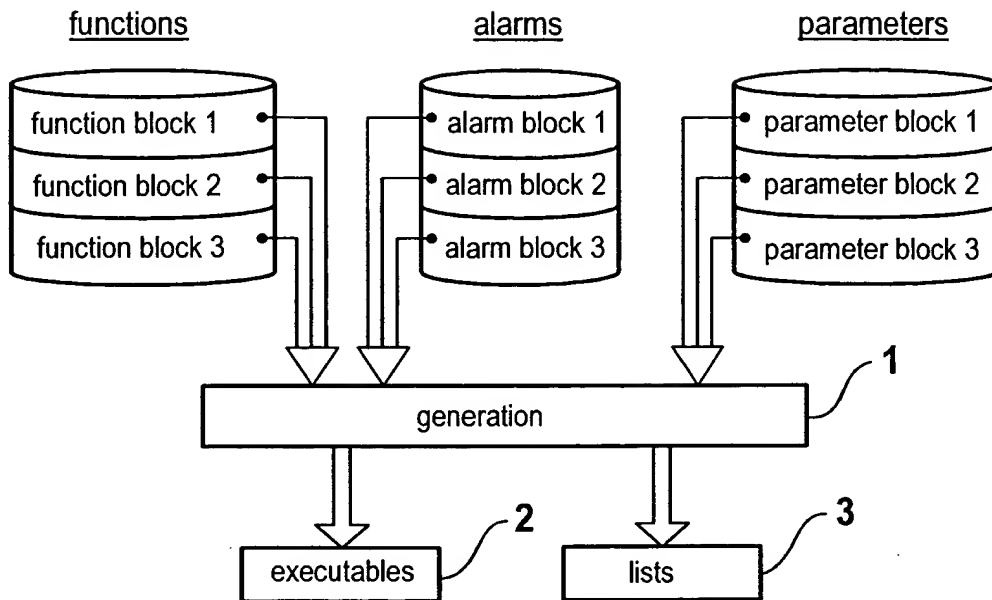 functions
alarms
parameters
function block 1
alarm block 1
parameter block 1
function block 2
alarm block 2
parameter block 2
function block 3
alarm block 3
parameter block 3
1
generation
2
3
executables
lists